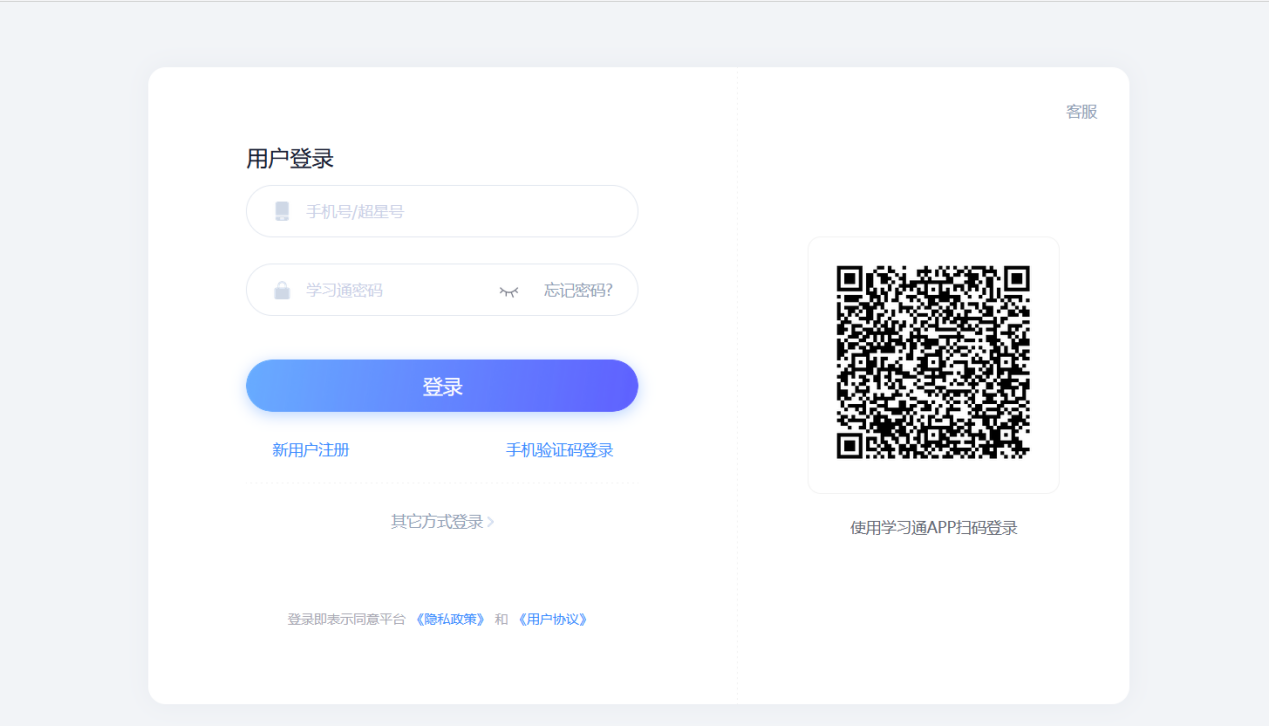 客服
用户登录
手机号/超星号
学习通密码 忘记密码?
登录
新用户注册 手机验证码登录
其它方式登录
使用学习通APP扫码登录
登录即表示同意平台 《隐私政策》 和 《用户协议》